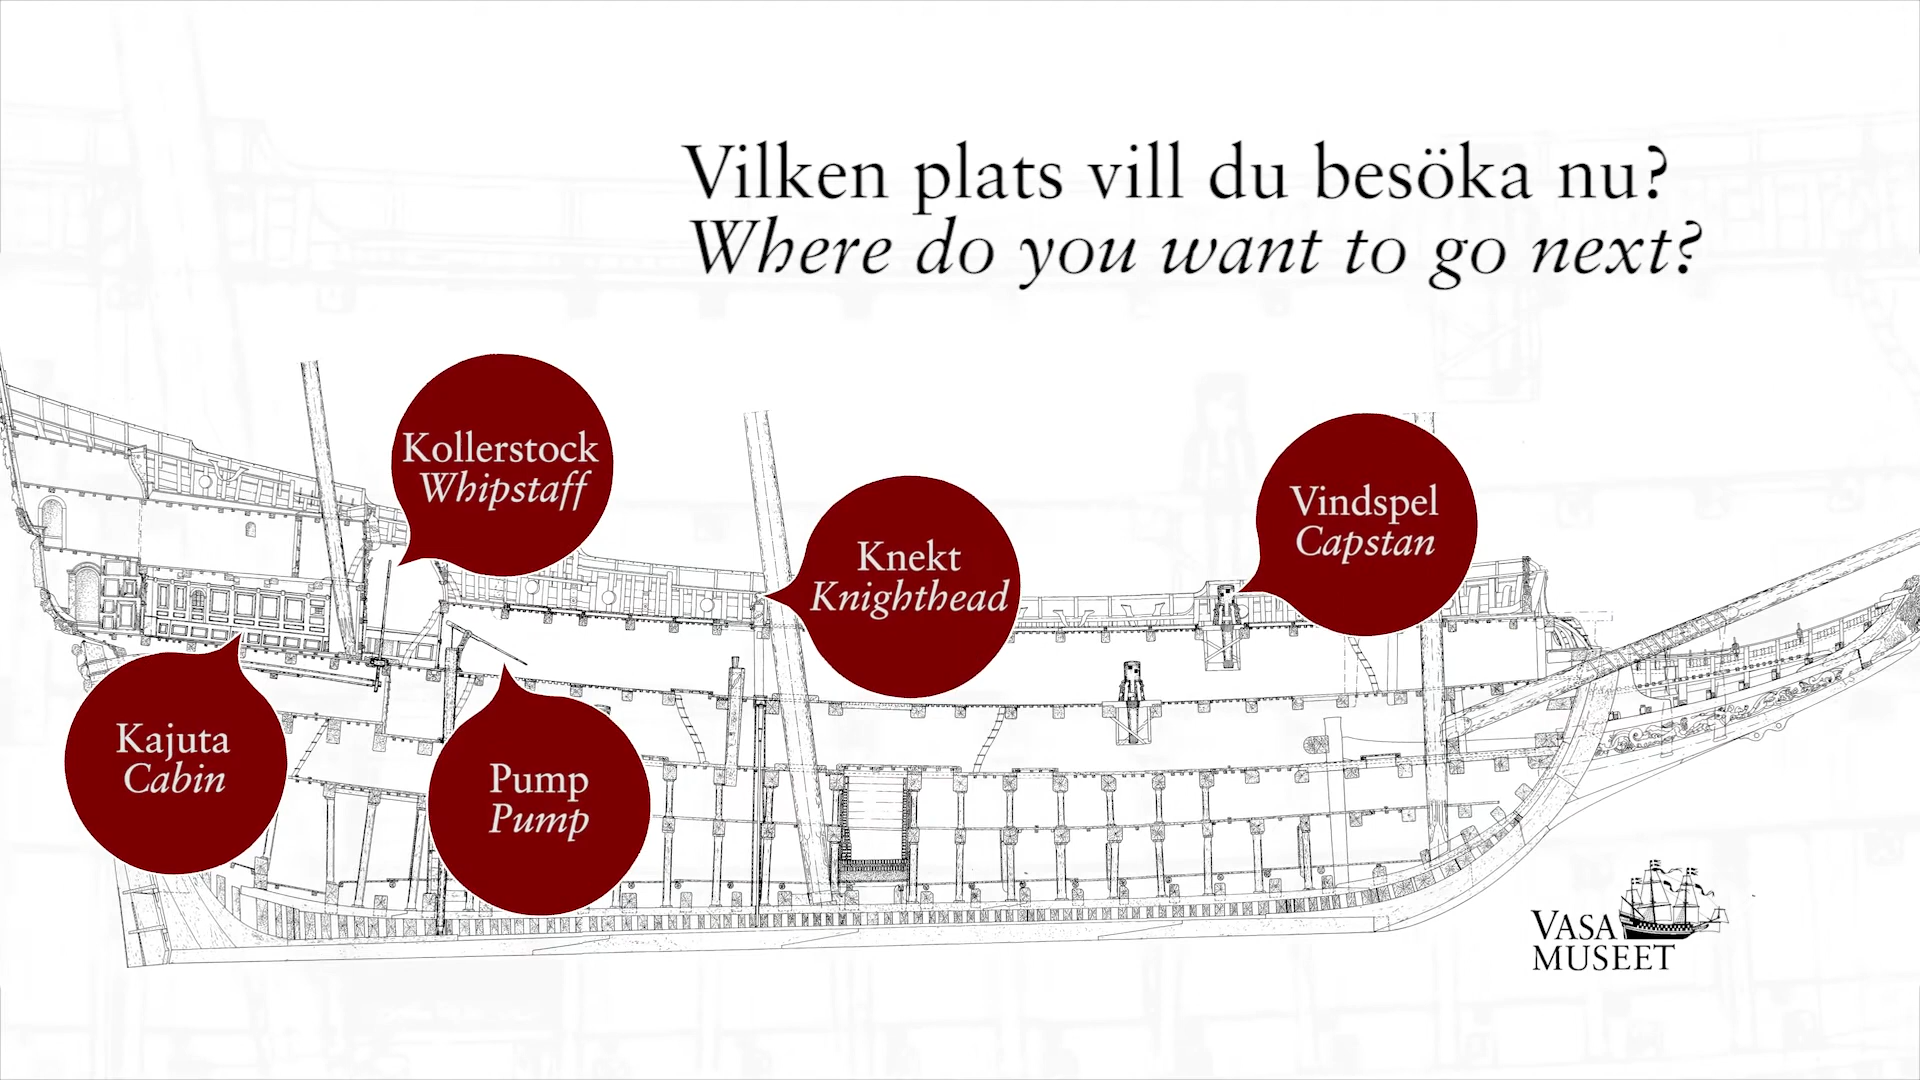 Vilken plats vill du besöka nu?
Where do you want to go next?
Kollerstock
Whipstaff
Knekt
Knighthead
Vindspel
Capstan
Kajuta
Cabin
Pump
Pump
VASA
MUSEET